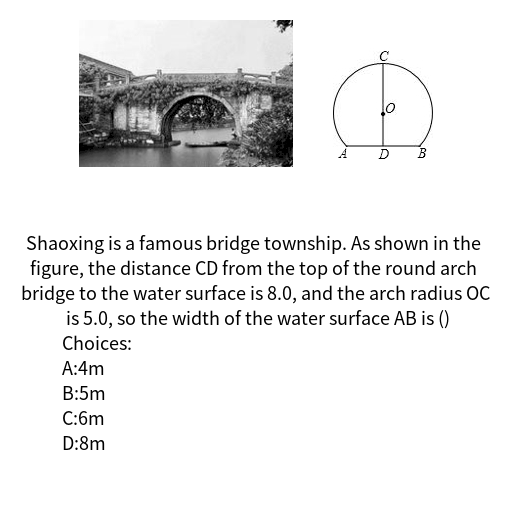 C
O
A D B
Shaoxing is a famous bridge township. As shown in the
figure, the distance CD from the top of the round arch
bridge to the water surface is 8.0, and the arch radius OC
is 5.0, so the width of the water surface AB is ()
Choices:
A:4m
B:5m
C:6m
D:8m